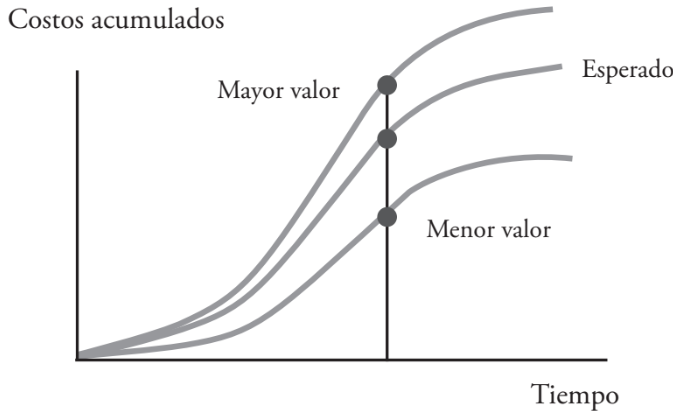 Costos acumulados
Mayor valor
Esperado
Menor valor
Tiempo